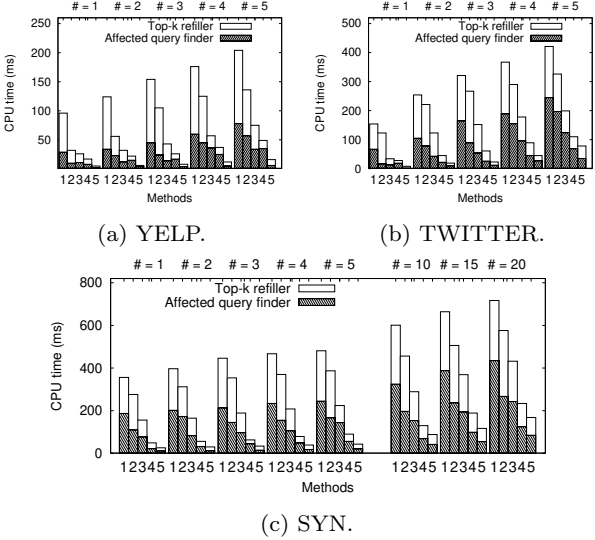 # = 1 # = 2 # = 3 # = 4 # = 5
250
200
150
100
50
CPU time (ms)
Top-k refiller
Affected query finder
12345 12345 12345 12345 12345
Methods
(a) YELP.
# = 1 # = 2 # = 3 # = 4 # = 5
500
400
300
200
100
0
CPU time (ms)
Top-k refiller
Affected query finder
12345 12345 12345 12345 12345
Methods
(b) TWITTER.
# = 1 # = 2 # = 3 # = 4 # = 5 # = 10 # = 15 # = 20
800
600
400
200
0
CPU time (ms)
Top-k refiller
Affected query finder
12345 12345 12345 12345 12345 12345 12345 12345
Methods
(c) SYN.